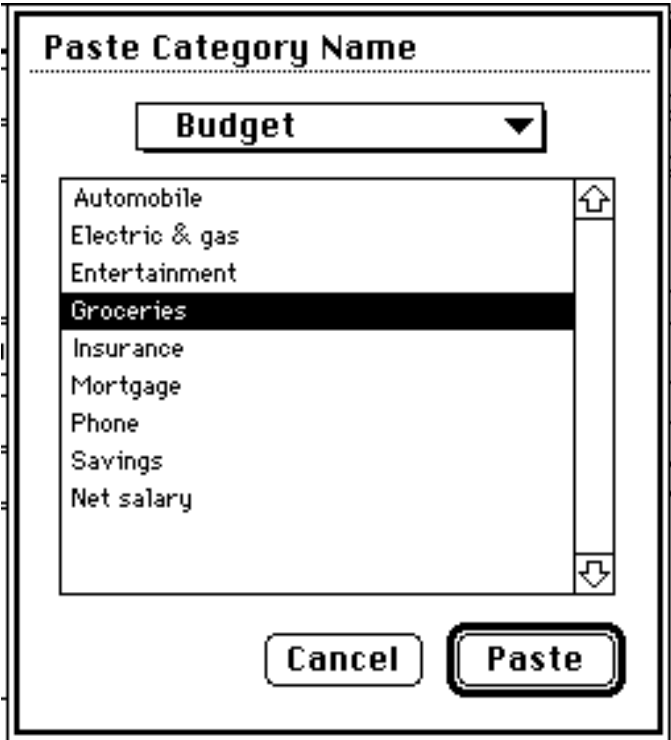 Paste Category Name
Budget
Automobile
Electric & gas
Entertainment
Groceries
Insurance
Mortgage
Phone
Savings
Net salary
Cancel Paste